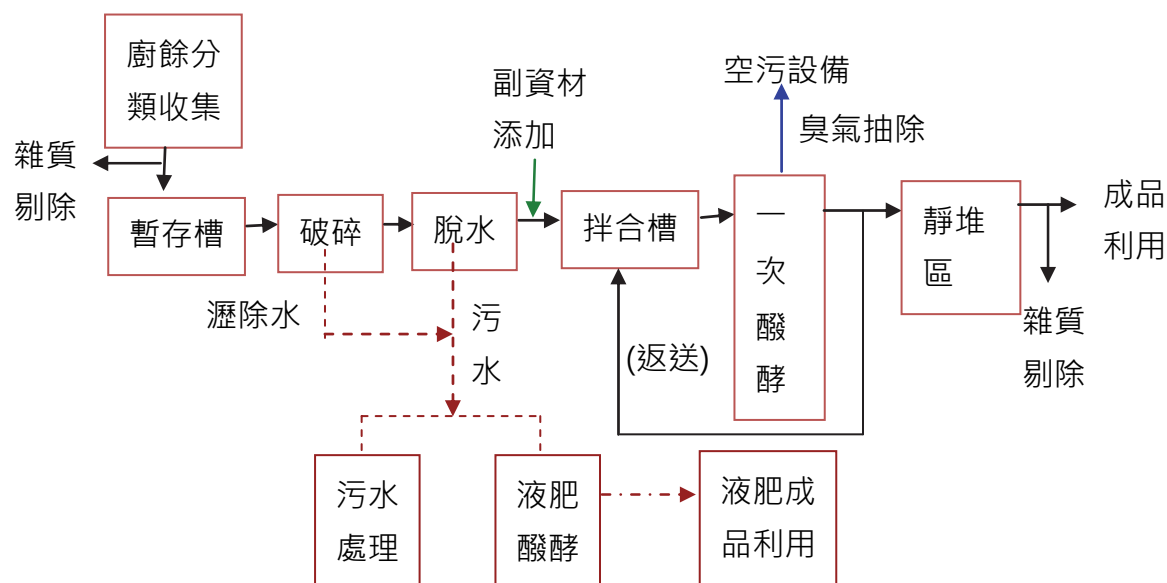 廚餘分
類收集
雜質
剔除
暫存槽
破碎
脫水
副資材
添加
拌合槽
空污設備
臭氣抽除
一
次
醱
酵
靜堆
區
成品
利用
雜質
剔除
瀝除水
污
水
(返送)
污水
處理
液肥
醱酵
液肥成
品利用